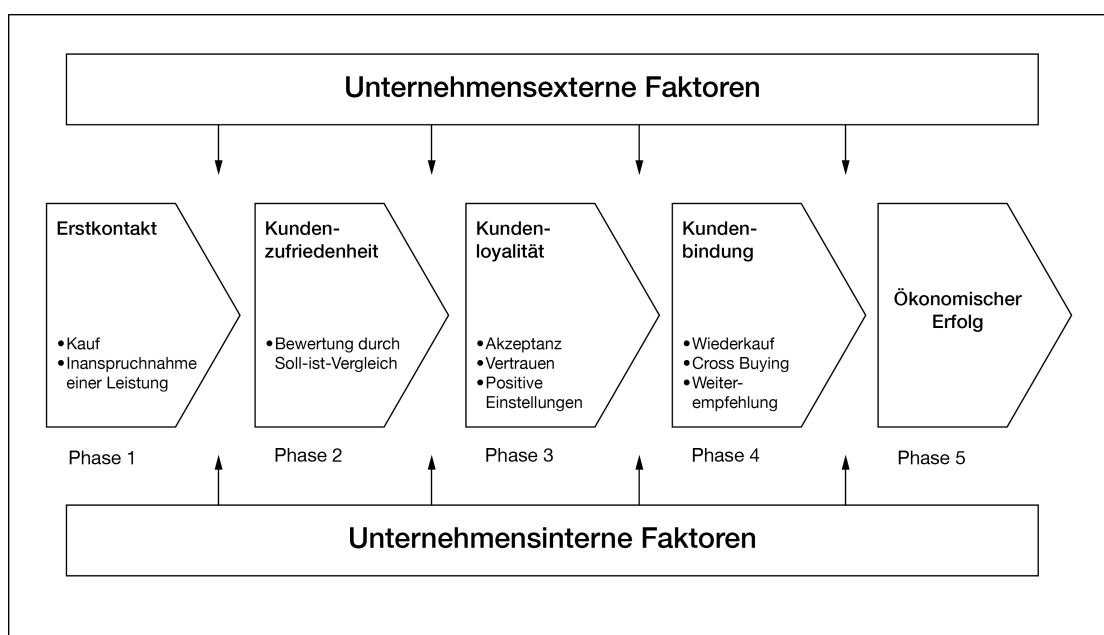 Unternehmensexterne Faktoren
Erstkontakt
• Kauf
• Inanspruchnahme
einer Leistung
Phase 1
Kunden-
zufriedenheit
• Bewertung durch
Soll-ist-Vergleich
Phase 2
Kunden-
loyalität
• Akzeptanz
• Vertrauen
• Positive
Einstellungen
Phase 3
Kunden-
bindung
• Wiederkauf
• Cross Buying
• Weiter-
empfehlung
Phase 4
Ökonomischer
Erfolg
Phase 5
Unternehmensinterne Faktoren